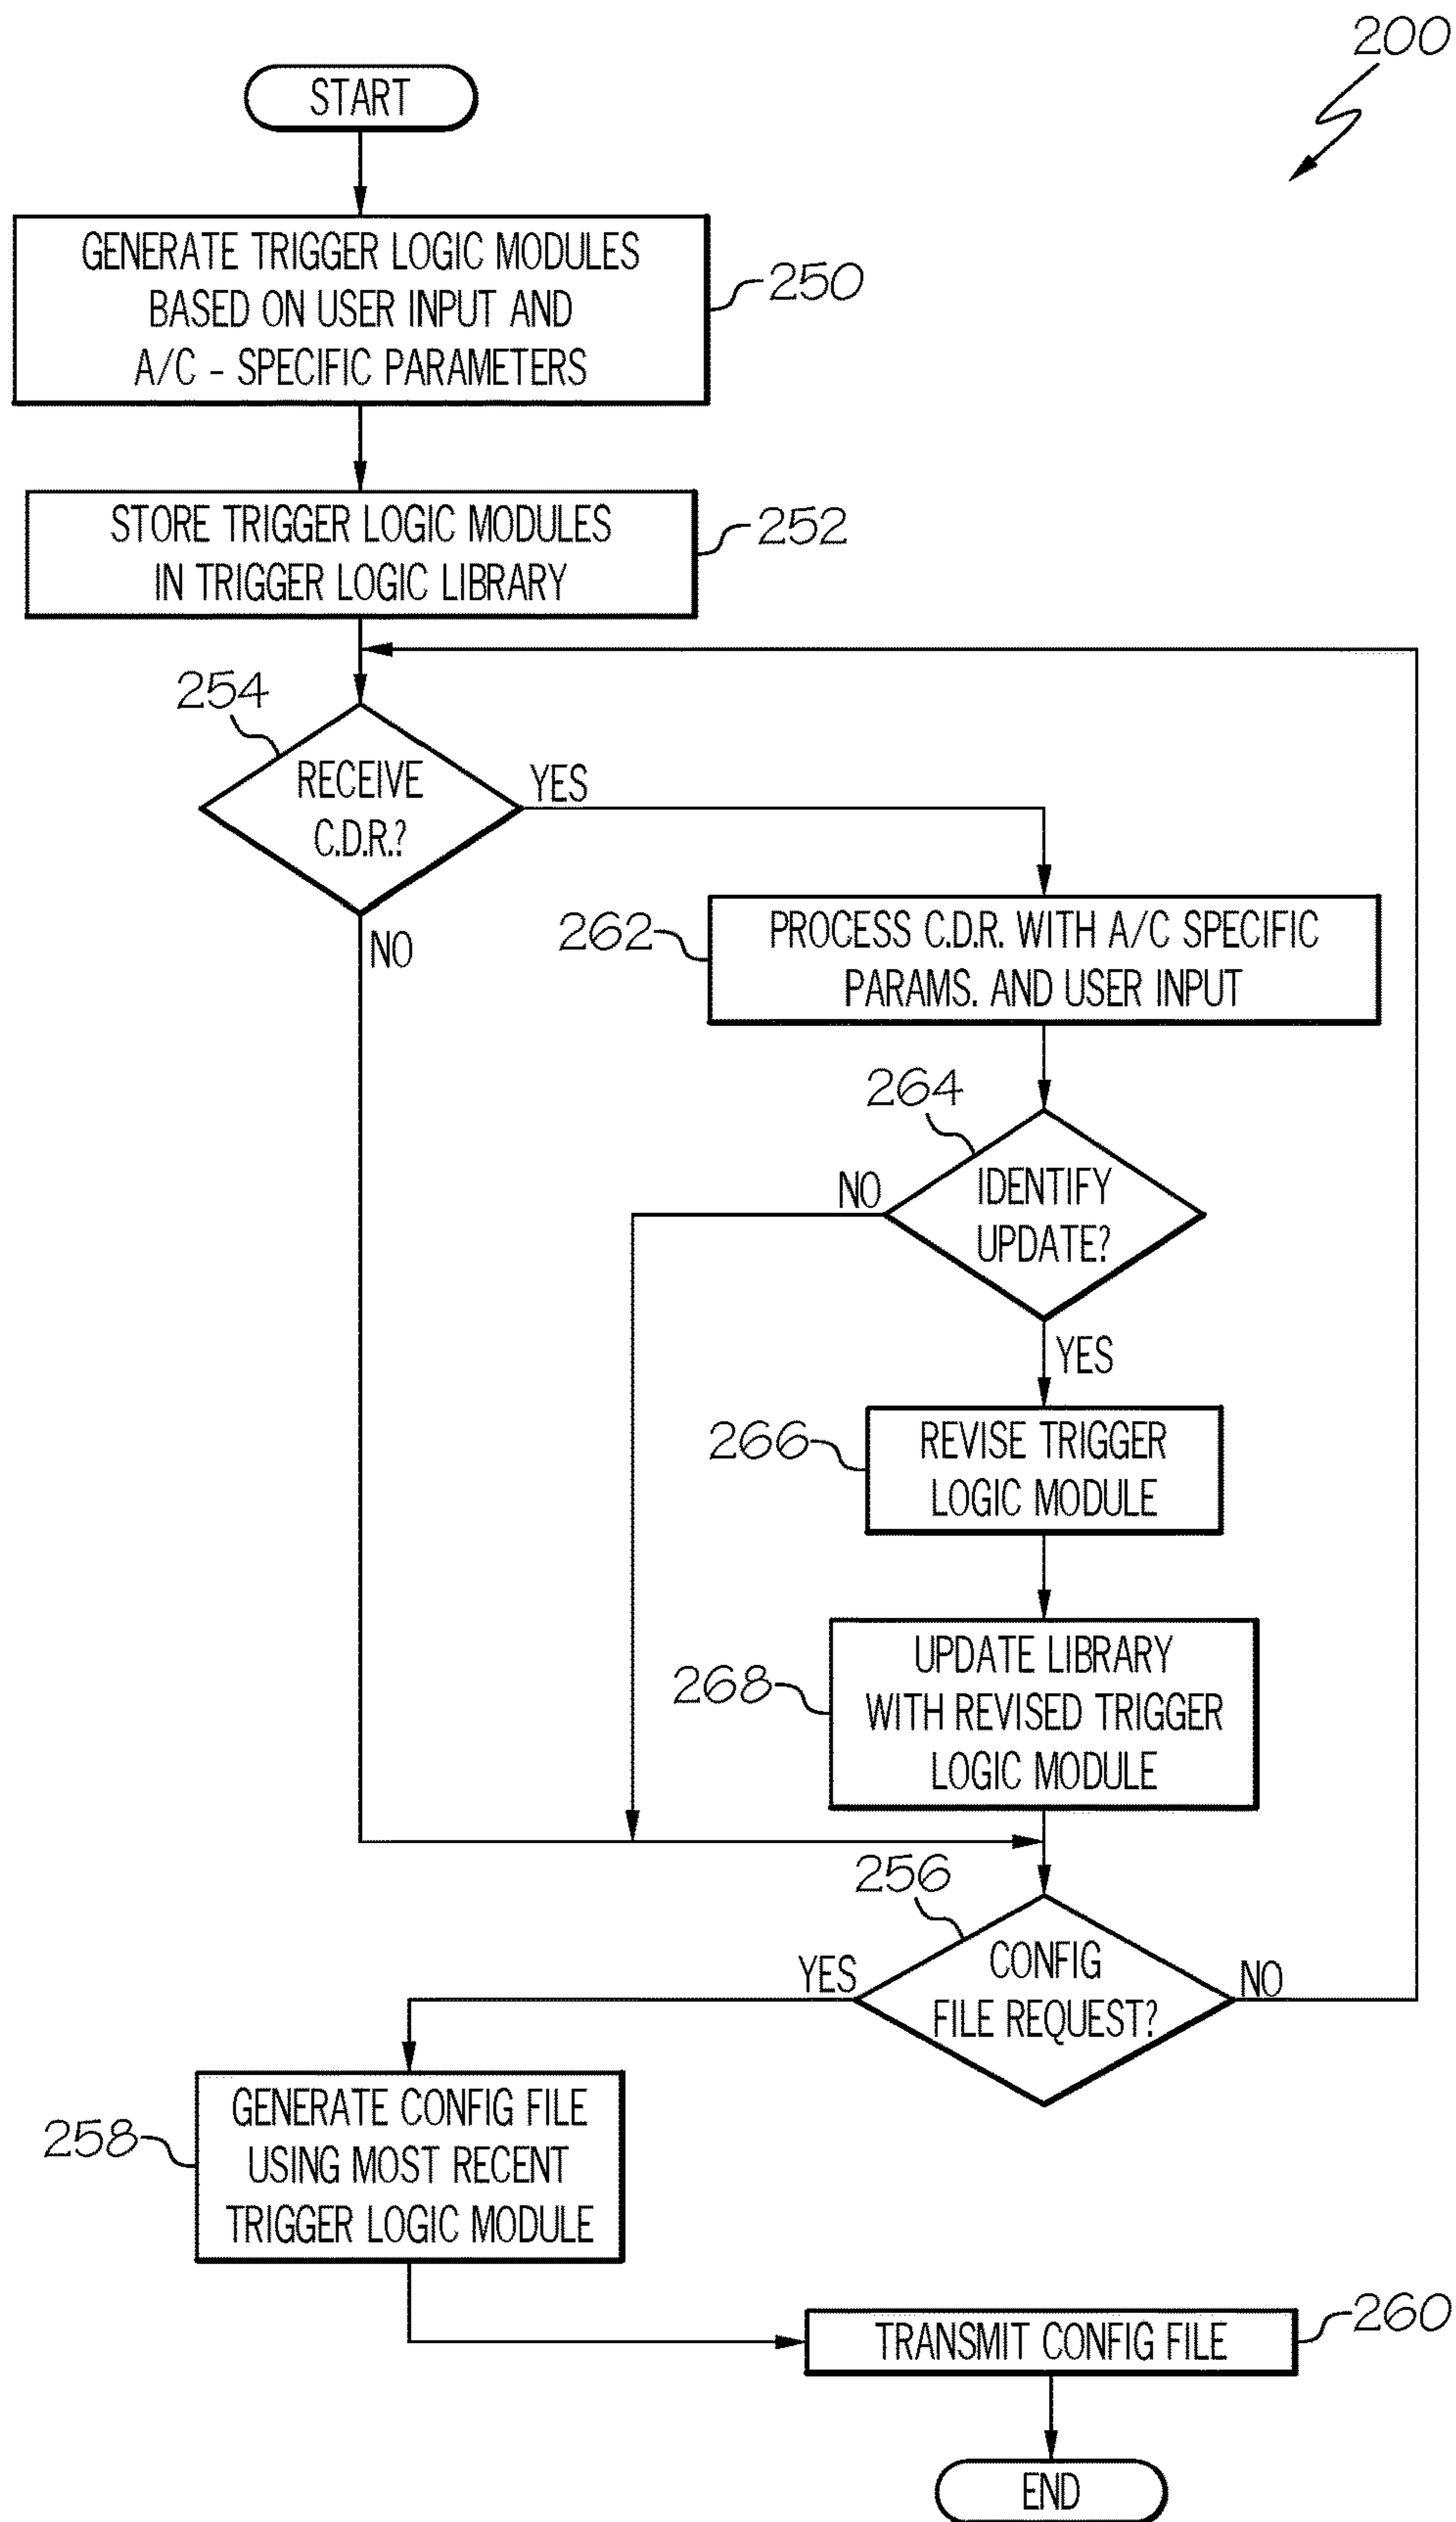 200
START
GENERATE TRIGGER LOGIC MODULES
BASED ON USER INPUT AND
A/C - SPECIFIC PARAMETERS
250
STORE TRIGGER LOGIC MODULES
IN TRIGGER LOGIC LIBRARY
252
254
RECEIVE
C.D.R.?
YES
NO
262
PROCESS C.D.R. WITH A/C SPECIFIC
PARAMS. AND USER INPUT
264
IDENTIFY
UPDATE?
NO
YES
266
REVISE TRIGGER
LOGIC MODULE
268
UPDATE LIBRARY
WITH REVISED TRIGGER
LOGIC MODULE
256
CONFIG
FILE REQUEST?
YES
NO
258
GENERATE CONFIG FILE
USING MOST RECENT
TRIGGER LOGIC MODULE
TRANSMIT CONFIG FILE
260
END